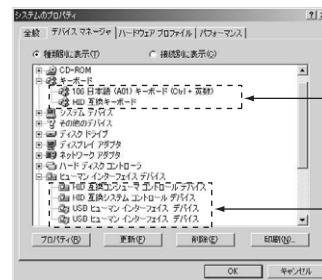 システムのプロパティ
全般 デバイス マネージャ ハードウェア プロファイル パフォーマンス
種類別に表示(T) 接続別に表示(C)
CD-ROM
キーボード
106 日本語 (A01) キーボード (Ctrl + 英数)
HID 互換キーボード
システム デバイス
その他のデバイス
ディスク ドライブ
ディスプレイ アダプタ
ネットワーク アダプタ
ハード ディスク コントローラ
ヒューマン インターフェイス デバイス
HID 互換コンシューマ コントロール デバイス
HID 互換システム コントロール デバイス
USB ヒューマン インターフェイス デバイス
USB ヒューマン インターフェイス デバイス
プロパティ(R) 更新(F) 削除(E) 印刷(N)...
OK キャンセル